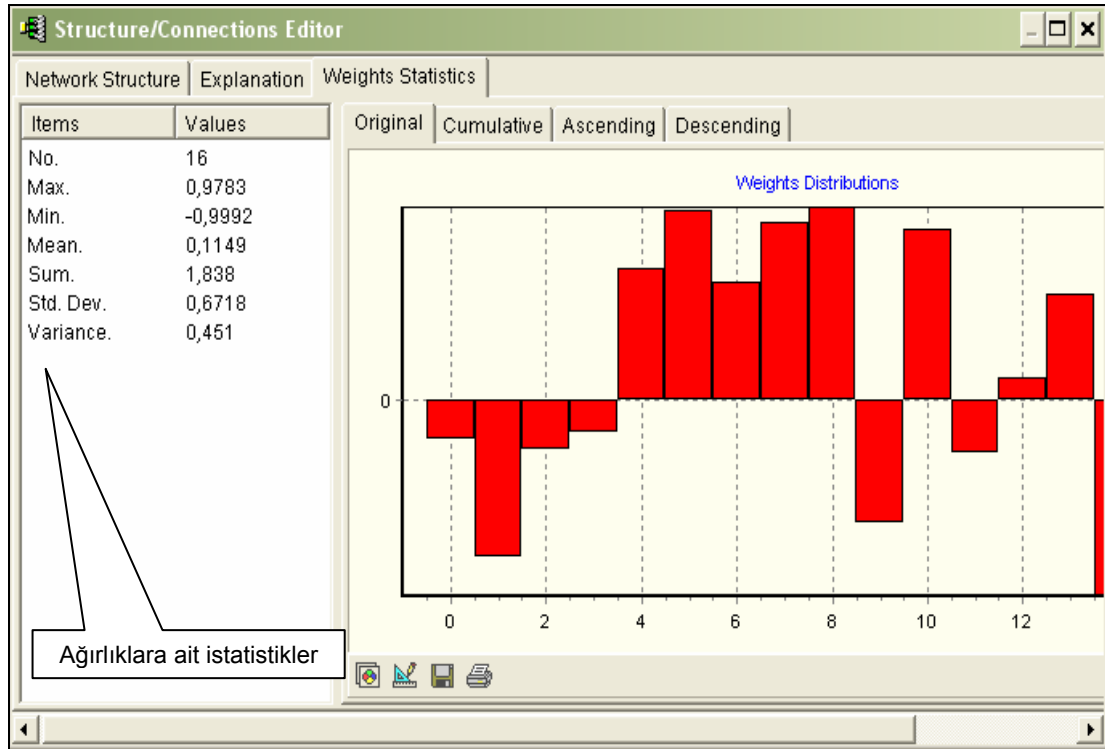 Structure/Connections Editor
Network Structure Explanation Weights Statistics
Items Values
No. 16
Max. 0,9783
Min. -0,9992
Mean. 0,1149
Sum. 1,838
Std. Dev. 0,6718
Variance. 0,451
Ağırlıklara ait istatistikler
Original Cumulative Ascending Descending
Weights Distributions
0
0 2 4 6 8 10 12